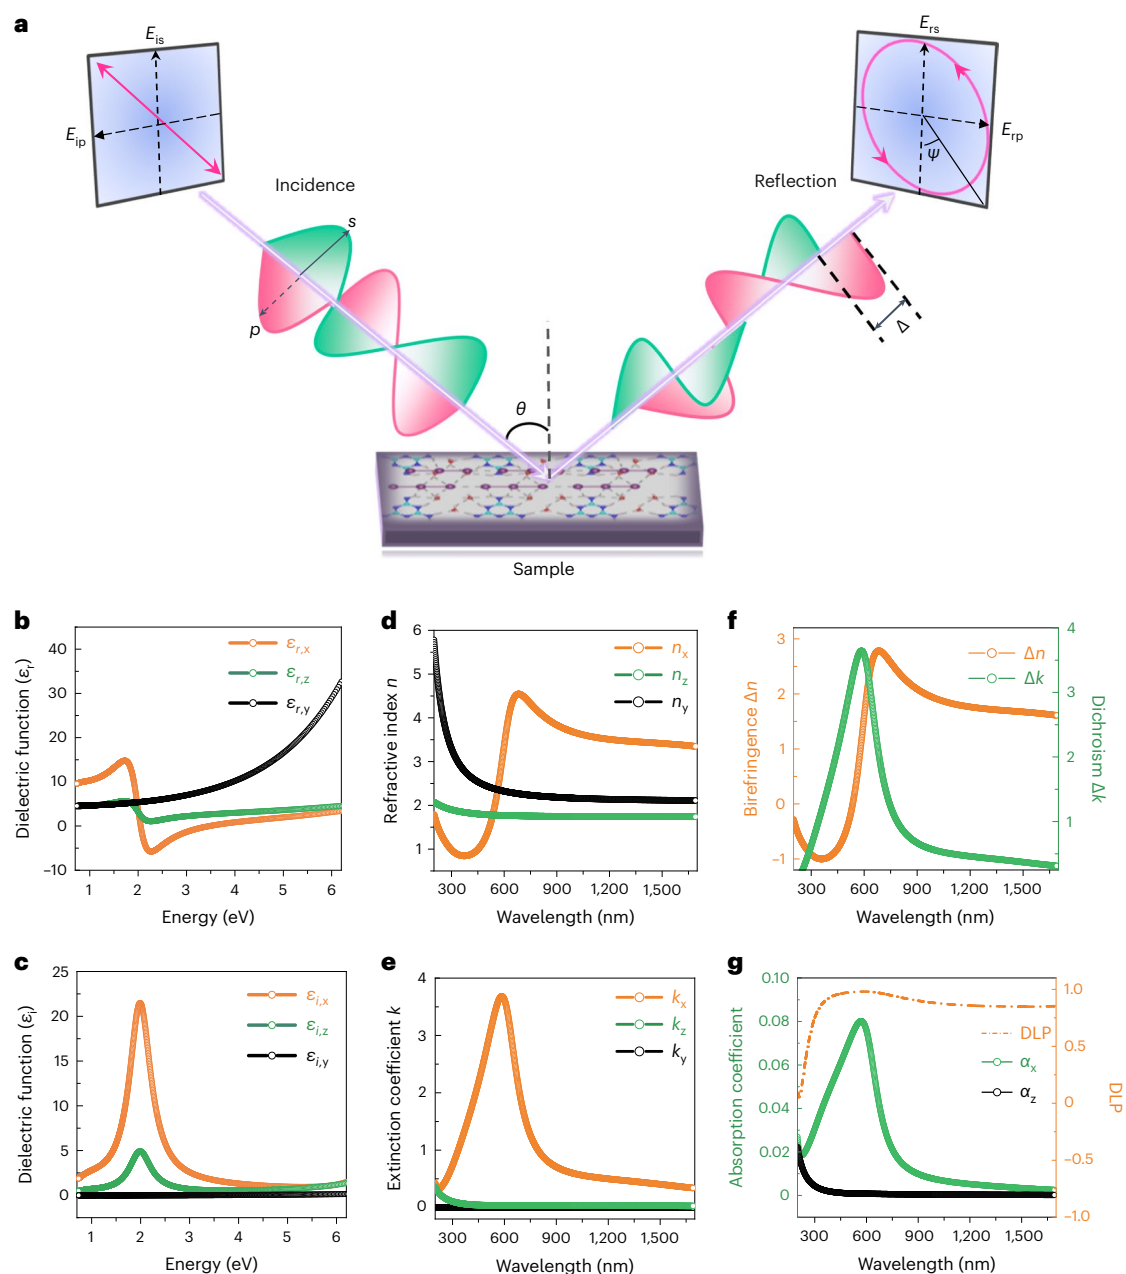 a
E_is
E_ip
Incidence
s
p
θ
Reflection
E_rs
E_rp
ψ
Δ
Sample
b
Dielectric function (ε_r)
40
30
20
10
0
–10
ε_r,x
ε_r,z
ε_r,y
1 2 3 4 5 6
Energy (eV)
d
Refractive index n
6
5
4
3
2
1
n_x
n_z
n_y
300 600 900 1,200 1,500
Wavelength (nm)
f
Birefringence Δn
3
2
1
0
–1
Δn
Δk
4
3
2
1
Dichroism Δk
300 600 900 1,200 1,500
Wavelength (nm)
c
Dielectric function (ε_i)
25
20
15
10
5
0
ε_i,x
ε_i,z
ε_i,y
1 2 3 4 5 6
Energy (eV)
e
Extinction coefficient k
4
3
2
1
0
k_x
k_z
k_y
300 600 900 1,200 1,500
Wavelength (nm)
g
Absorption coefficient
0.10
0.08
0.06
0.04
0.02
0
DLP
α_x
α_z
1.0
0.5
0
–0.5
–1.0
DLP
300 600 900 1,200 1,500
Wavelength (nm)